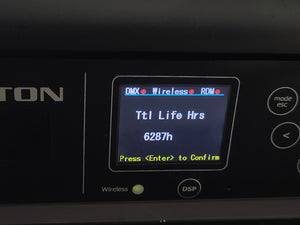 DMX Wireless RDM
TON
Ttl Life Hrs
mode
esc
6287h
<
Press <Enter> to Confirm
Wireless
DSP